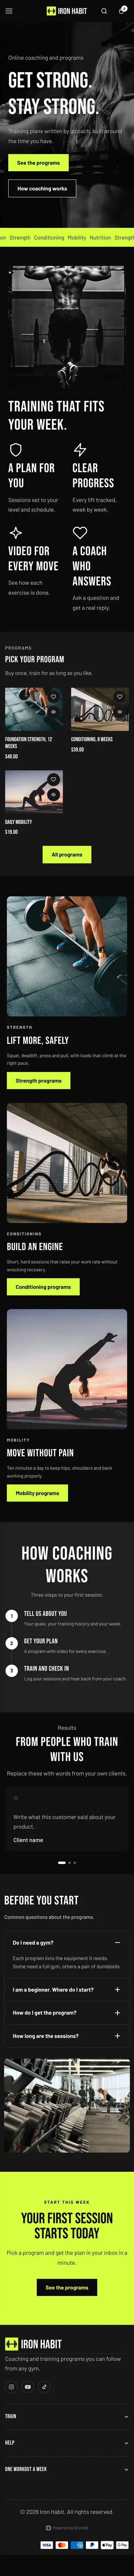 IRON HABIT
0
Online coaching and programs
GET STRONG.
STAY STRONG.
Training plans written by a coach, built around
the time you have.
See the programs
How coaching works
Strength Conditioning Mobility Nutrition Strength
TRAINING THAT FITS
YOUR WEEK.
A PLAN FOR
YOU
Sessions set to your
level and schedule.
CLEAR
PROGRESS
Every lift tracked,
week by week.
VIDEO FOR
EVERY MOVE
See how each
exercise is done.
A COACH
WHO
ANSWERS
Ask a question and
get a reply.
PROGRAMS
PICK YOUR PROGRAM
Buy once, train for as long as you like.
FOUNDATION STRENGTH, 12
WEEKS
$49.00
CONDITIONING, 8 WEEKS
$39.00
DAILY MOBILITY
$19.00
All programs
STRENGTH
LIFT MORE, SAFELY
Squat, deadlift, press and pull, with loads that climb at the
right pace.
Strength programs
CONDITIONING
BUILD AN ENGINE
Short, hard sessions that raise your work rate without
wrecking recovery.
Conditioning programs
MOBILITY
MOVE WITHOUT PAIN
Ten minutes a day to keep hips, shoulders and back
working properly.
Mobility programs
HOW COACHING
WORKS
Three steps to your first session.
1
TELL US ABOUT YOU
Your goals, your training history and your week.
2
GET YOUR PLAN
A program with video for every exercise.
3
TRAIN AND CHECK IN
Log your sessions and hear back from your coach.
Results
FROM PEOPLE WHO TRAIN
WITH US
Replace these with words from your own clients.
Write what this customer said about your
product.
Client name
BEFORE YOU START
Common questions about the programs.
Do I need a gym?
Each program lists the equipment it needs.
Some need a full gym, others a pair of dumbbells.
I am a beginner. Where do I start?
How do I get the program?
How long are the sessions?
START THIS WEEK
YOUR FIRST SESSION
STARTS TODAY
Pick a program and get the plan in your inbox in a
minute.
See the programs
IRON HABIT
Coaching and training programs you can follow
from any gym.
TRAIN
HELP
ONE WORKOUT A WEEK
© 2026 Iron Habit. All rights reserved.
VISA
PayPal
Pay
Pay